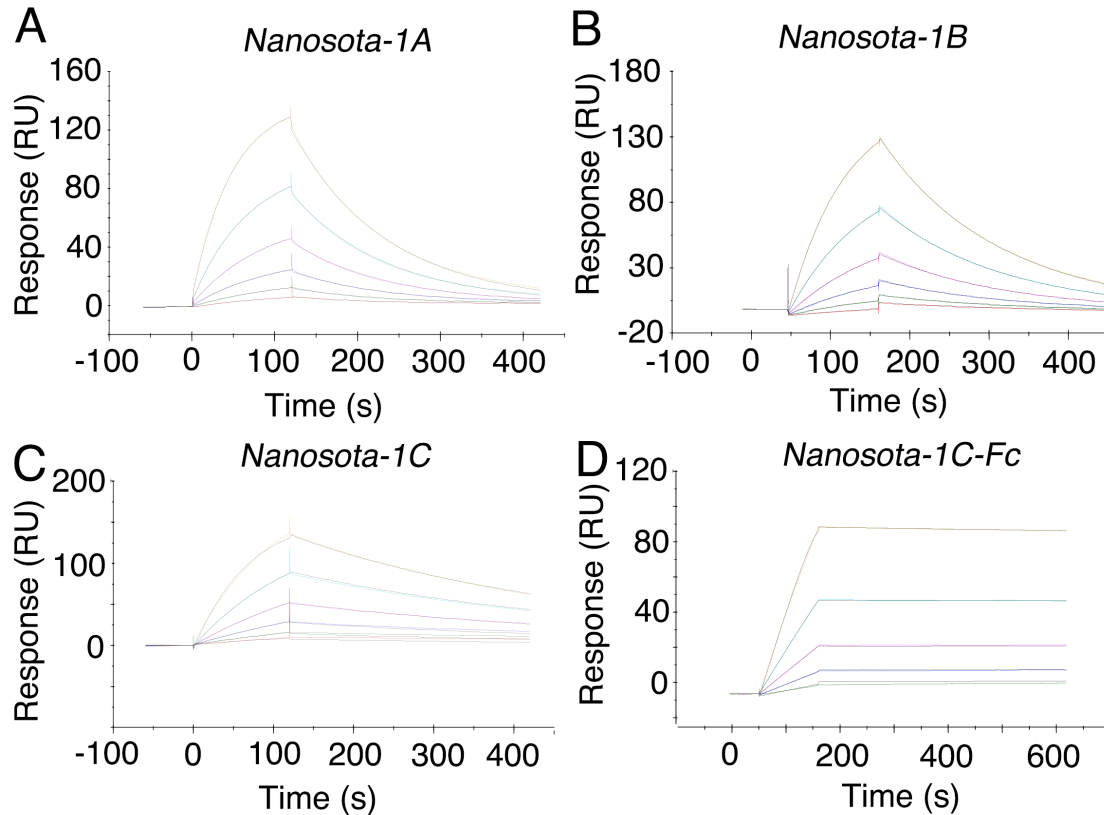 A
Nanosota-1A
Response (RU)
160
120
80
40
0
-100
0
100
200
300
400
Time (s)
B
Nanosota-1B
Response (RU)
180
130
80
30
-20
-100
0
100
200
300
400
Time (s)
C
Nanosota-1C
Response (RU)
200
100
0
-100
0
100
200
300
400
Time (s)
D
Nanosota-1C-Fc
Response (RU)
120
80
40
0
0
200
400
600
Time (s)